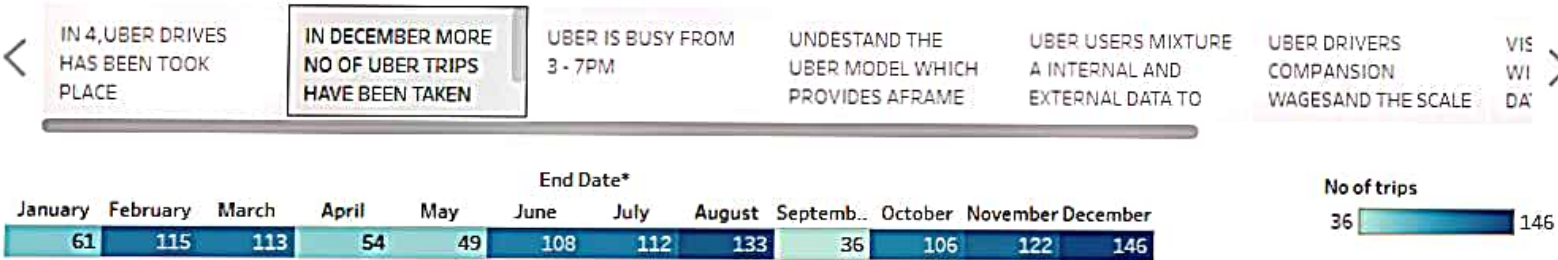 IN 4,UBER DRIVES
HAS BEEN TOOK
PLACE
IN DECEMBER MORE
NO OF UBER TRIPS
HAVE BEEN TAKEN
UBER IS BUSY FROM
3 - 7PM
UNDESTAND THE
UBER MODEL WHICH
PROVIDES AFRAME
UBER USERS MIXTURE
A INTERNAL AND
EXTERNAL DATA TO
UBER DRIVERS
COMPANSION
WAGESAND THE SCALE
VIS
WI
DA
End Date*
January February March April May June July August Septemb.. October November December
61 115 113 54 49 108 112 133 36 106 122 146
No of trips
36 146